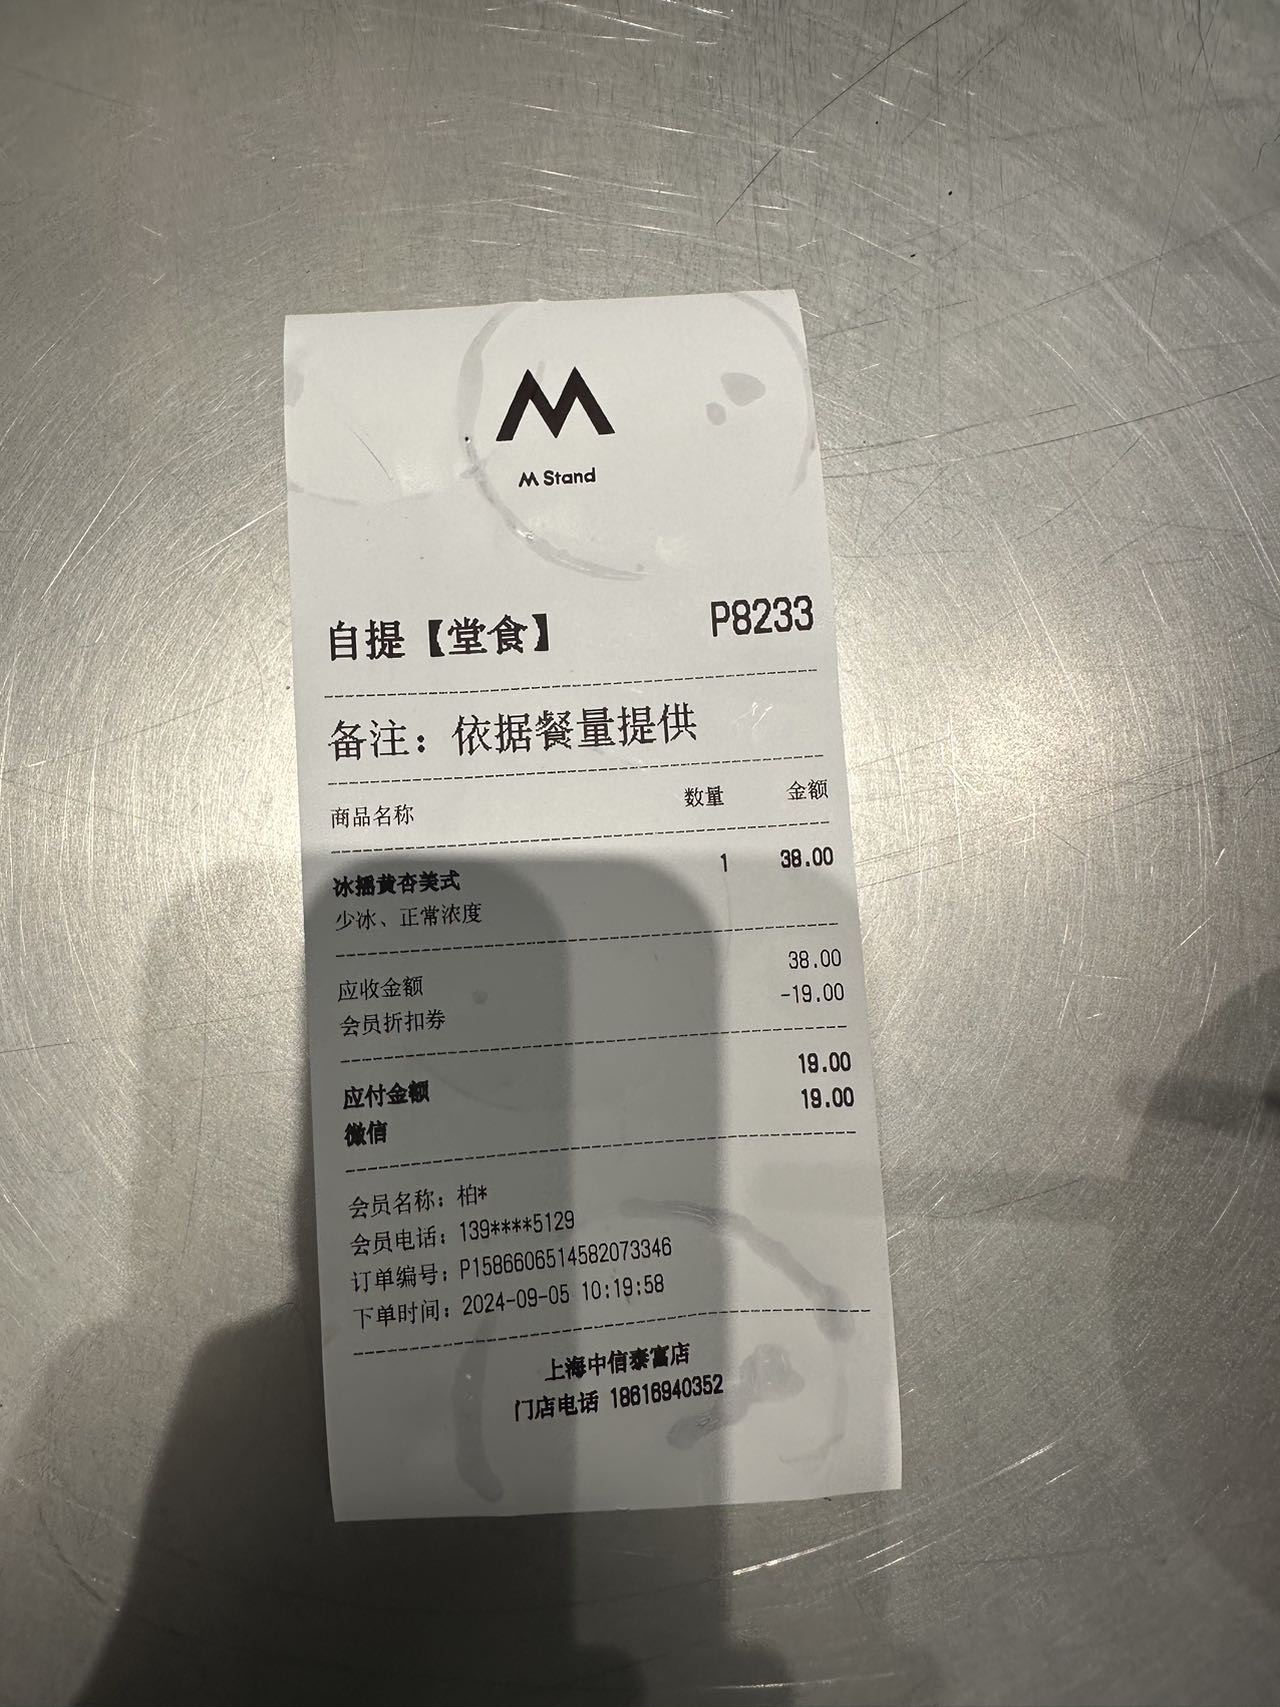 M Stand
自提【堂食】 P8233
备注：依据餐量提供
商品名称 数量 金额
冰摇黄杏美式 1 38.00
少冰、正常浓度
应收金额 38.00
会员折扣券 -19.00
应付金额 19.00
微信 19.00
会员名称：柏*
会员电话：139****5129
订单编号：P1586606514582073346
下单时间：2024-09-05 10:19:58
上海中信泰富店
门店电话 18616940352